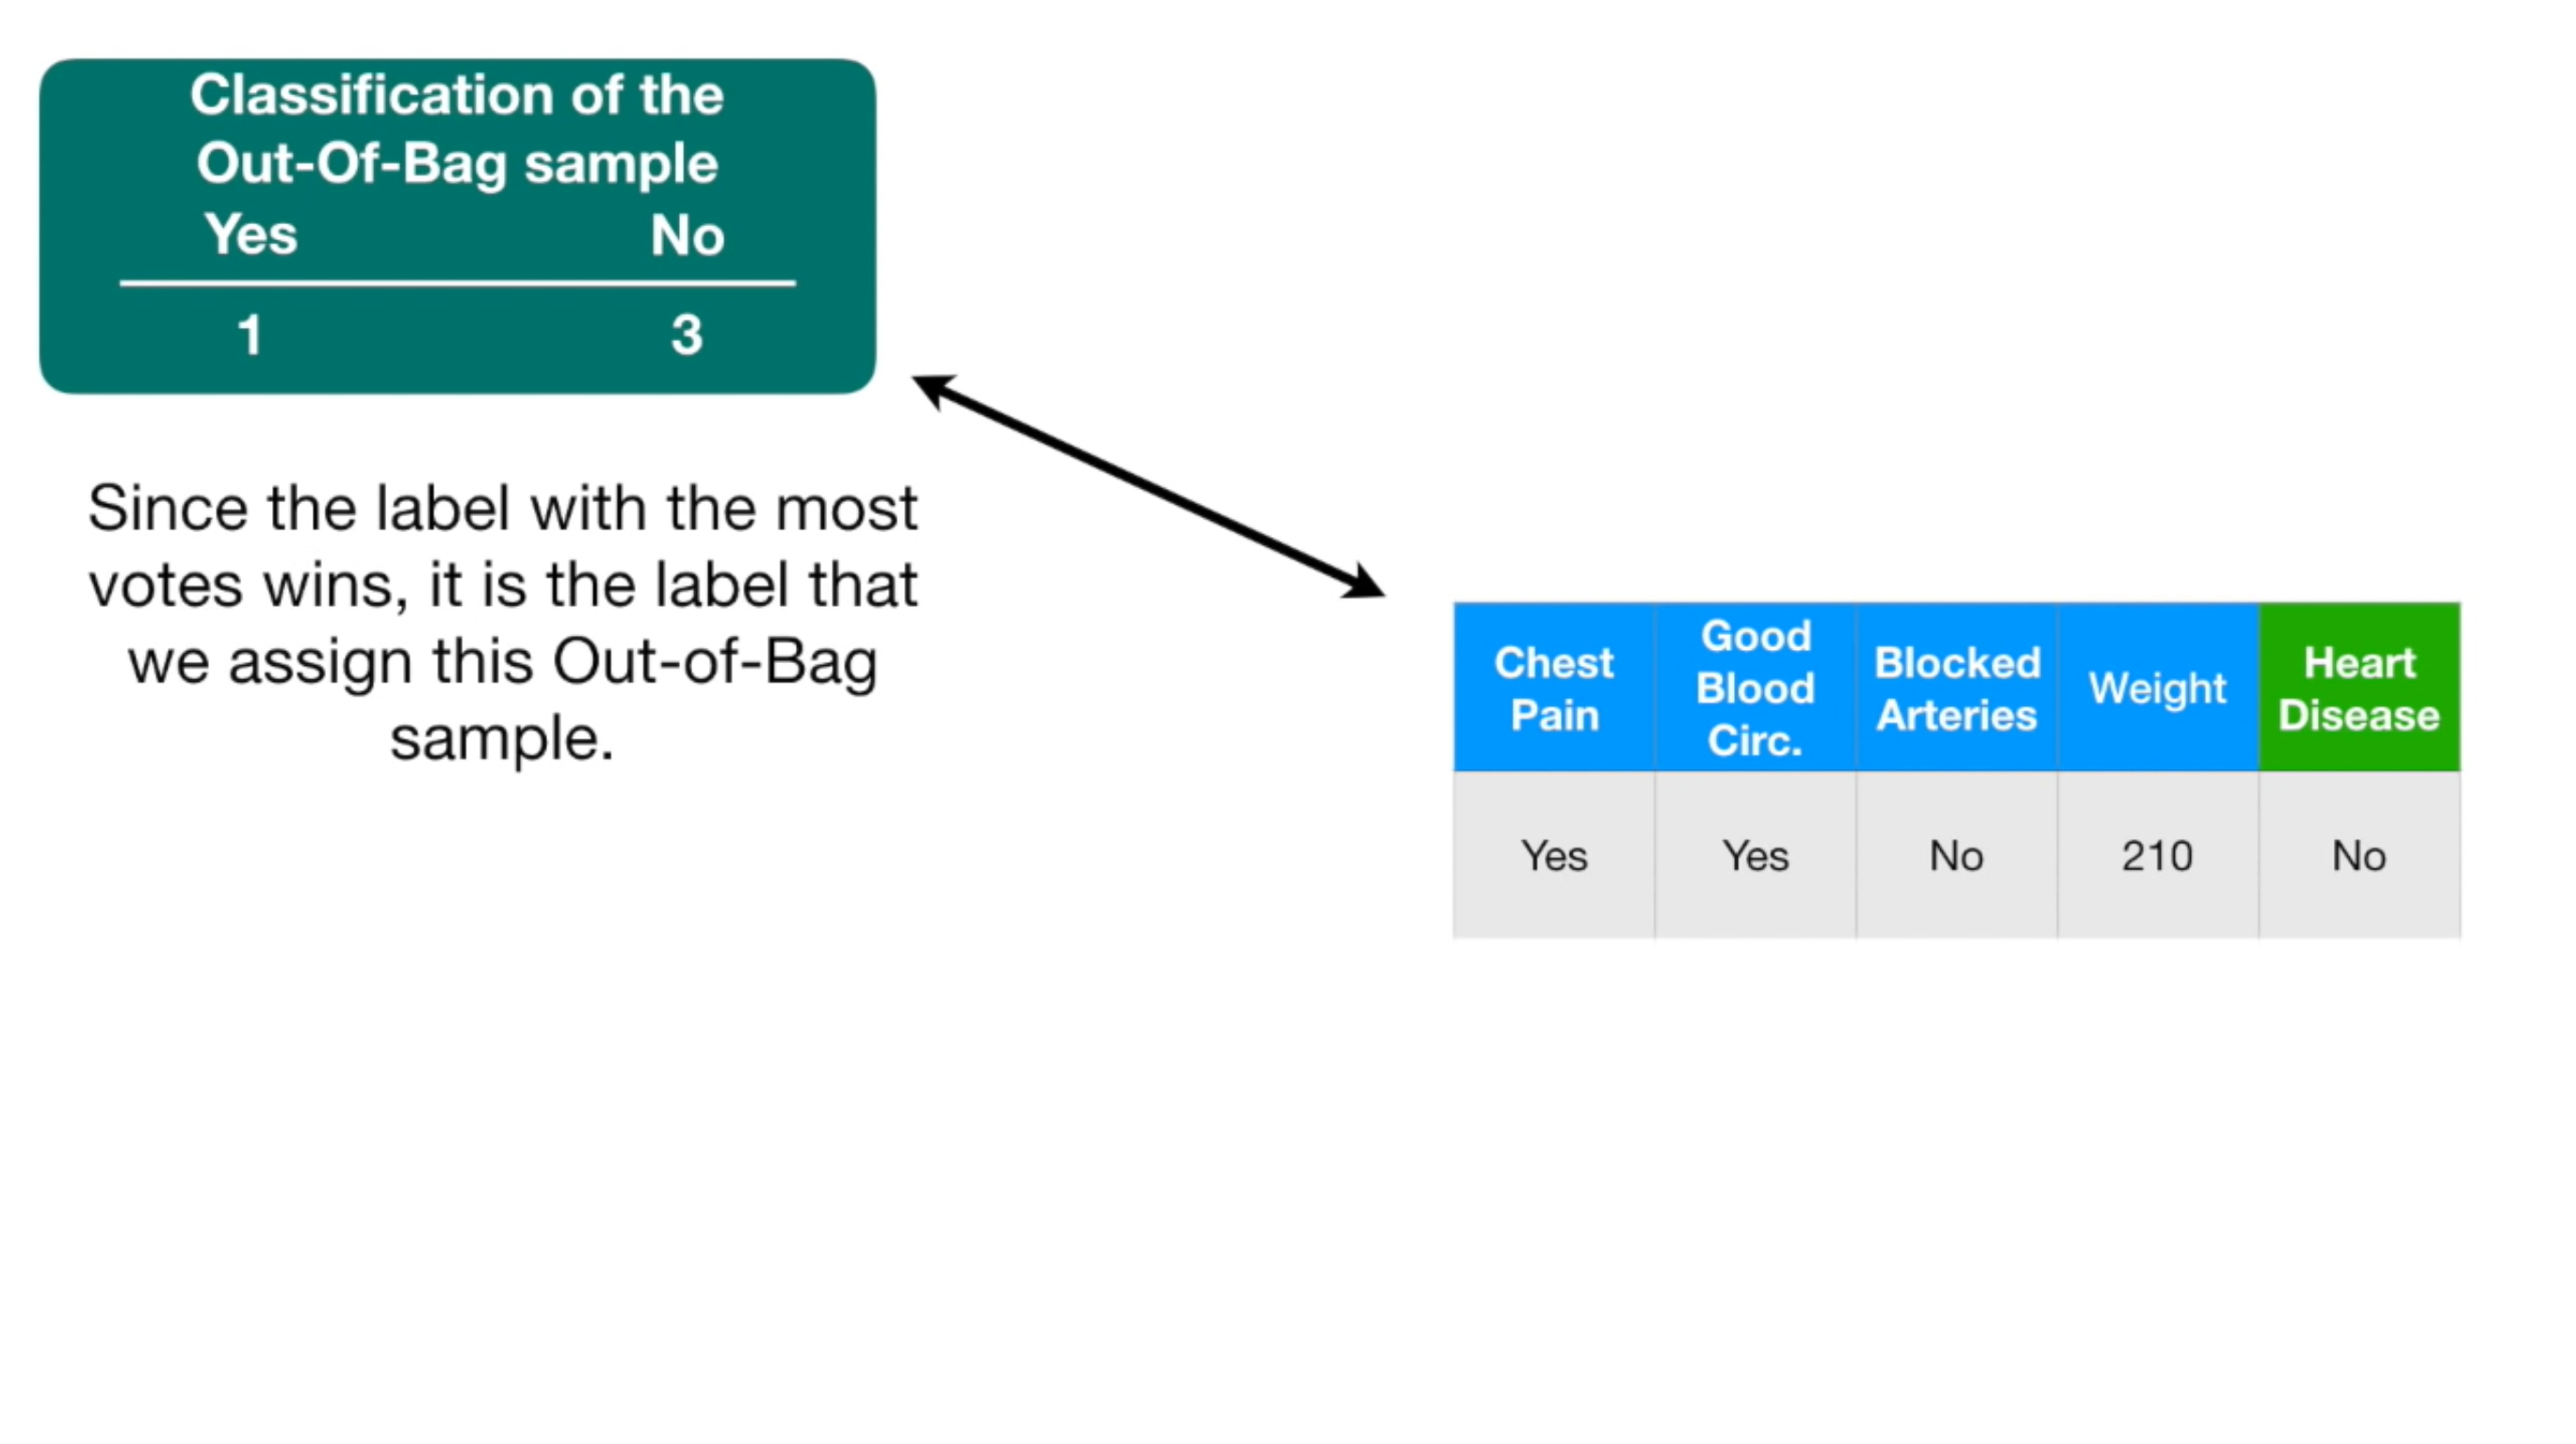 Classification of the
Out-Of-Bag sample
Yes No
1 3
Since the label with the most
votes wins, it is the label that
we assign this Out-of-Bag
sample.
Chest Pain Good Blood Circ. Blocked Arteries Weight Heart Disease
Yes Yes No 210 No